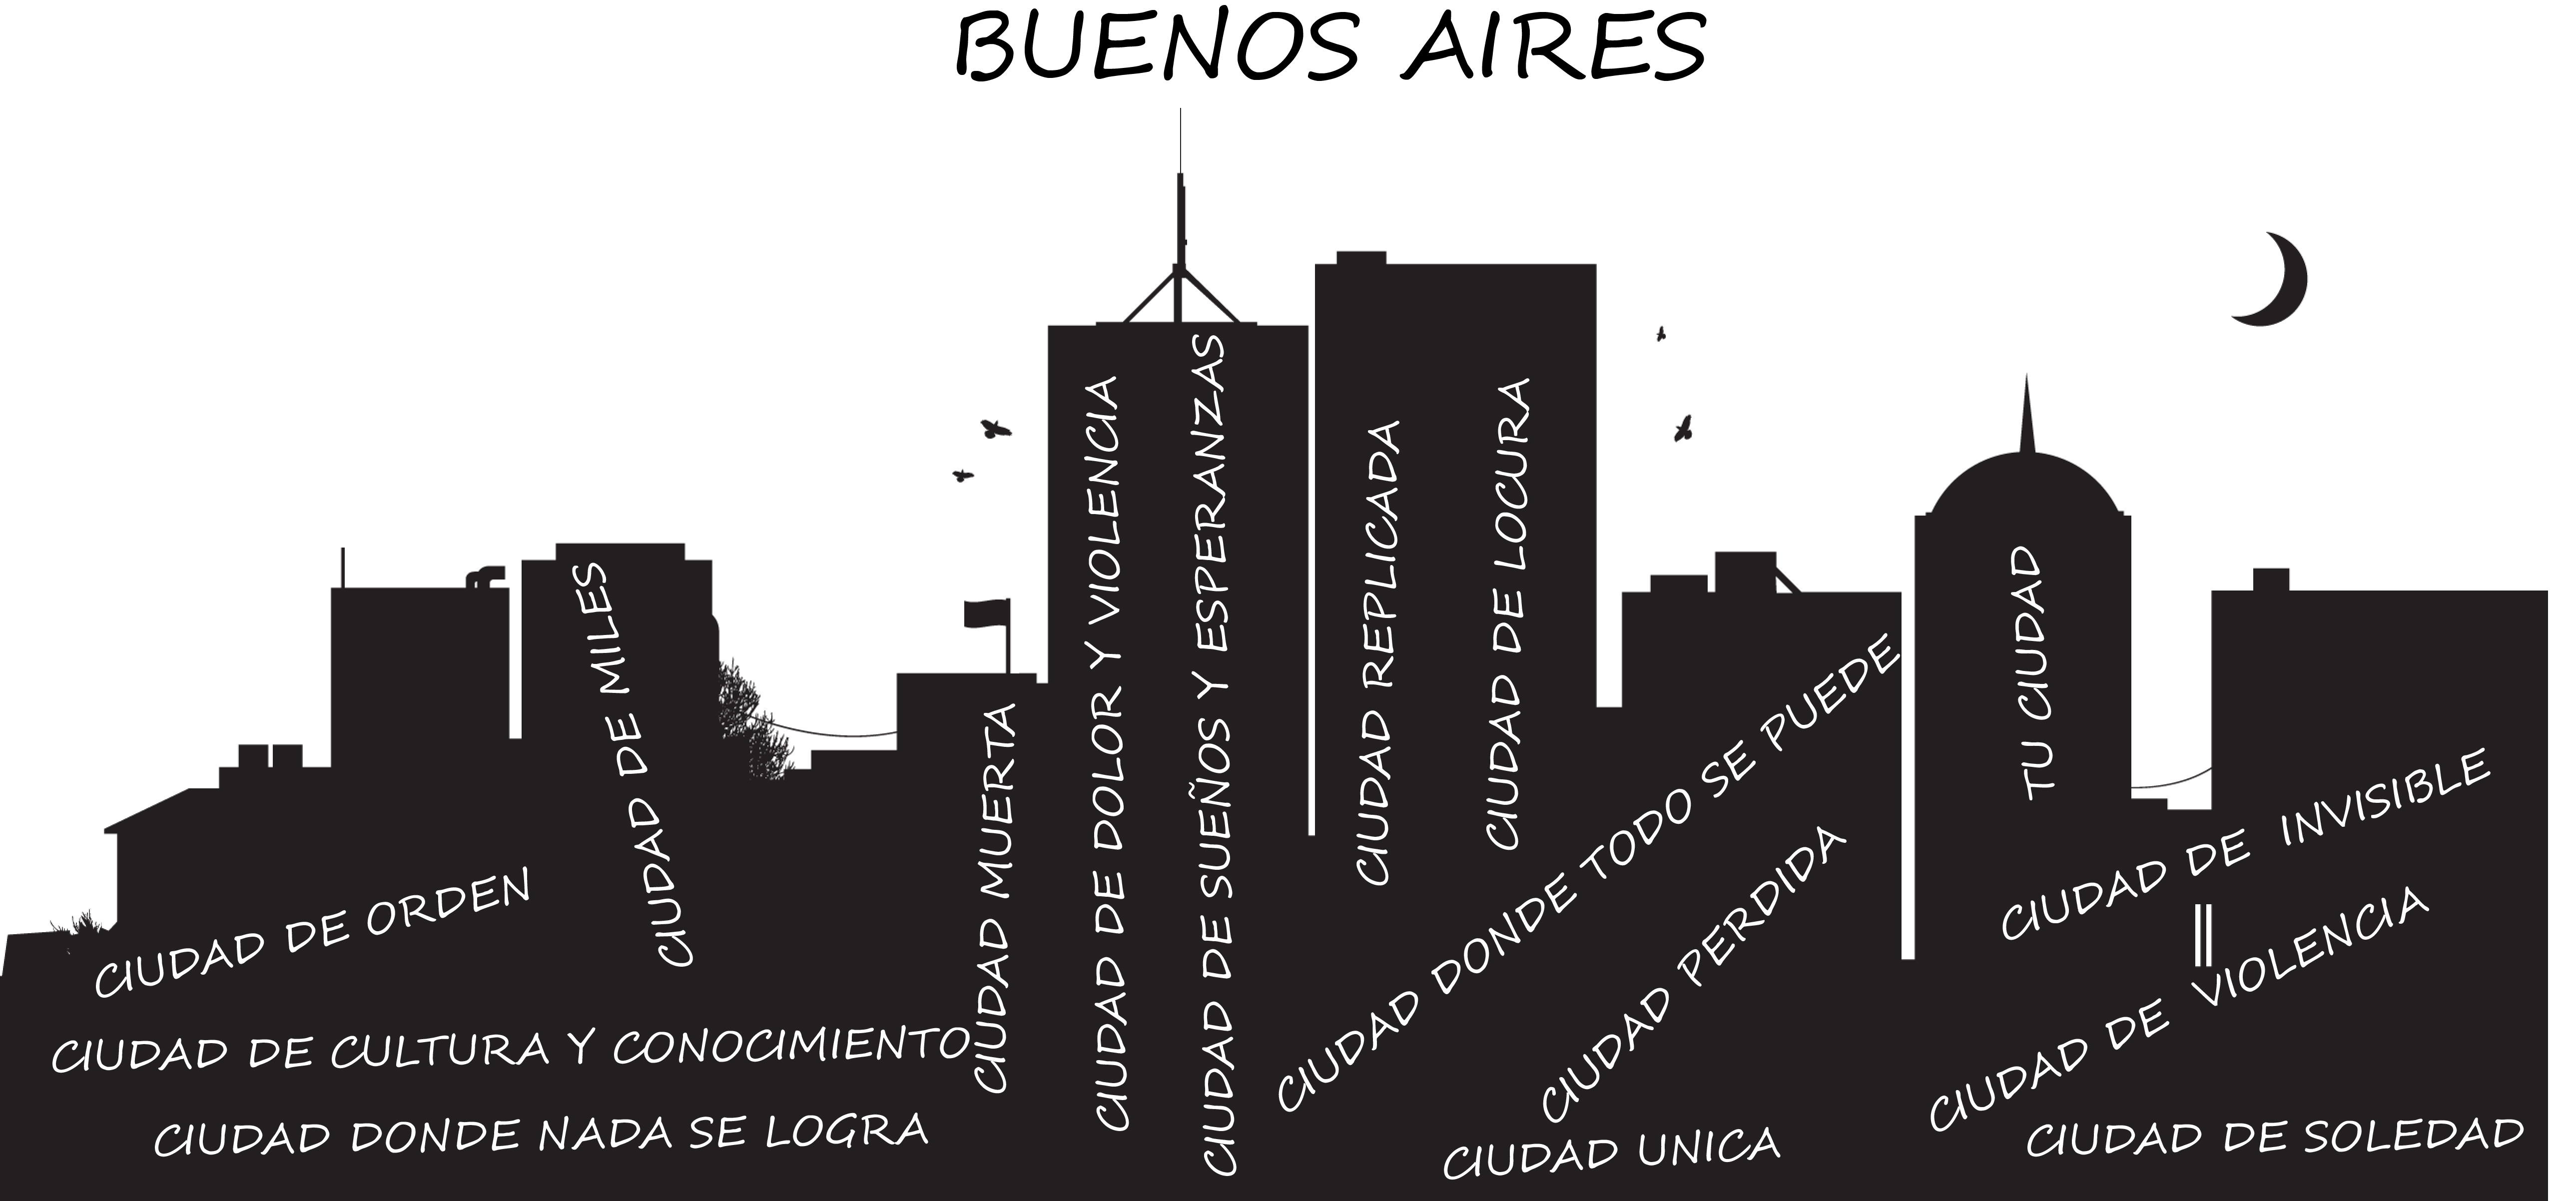 BUENOS AIRES
CIUDAD DE ORDEN
CIUDAD DE MILES
CIUDAD DE CULTURA Y CONOCIMIENTO
CIUDAD DONDE NADA SE LOGRA
CIUDAD MUERTA
CIUDAD DE DOLOR Y VIOLENCIA
CIUDAD DE SUEÑOS Y ESPERANZAS
CIUDAD REPLICADA
CIUDAD DE LOCURA
CIUDAD DONDE TODO SE PUEDE
CIUDAD PERDIDA
CIUDAD UNICA
TU CIUDAD
CIUDAD DE INVISIBLE
CIUDAD DE VIOLENCIA
CIUDAD DE SOLEDAD